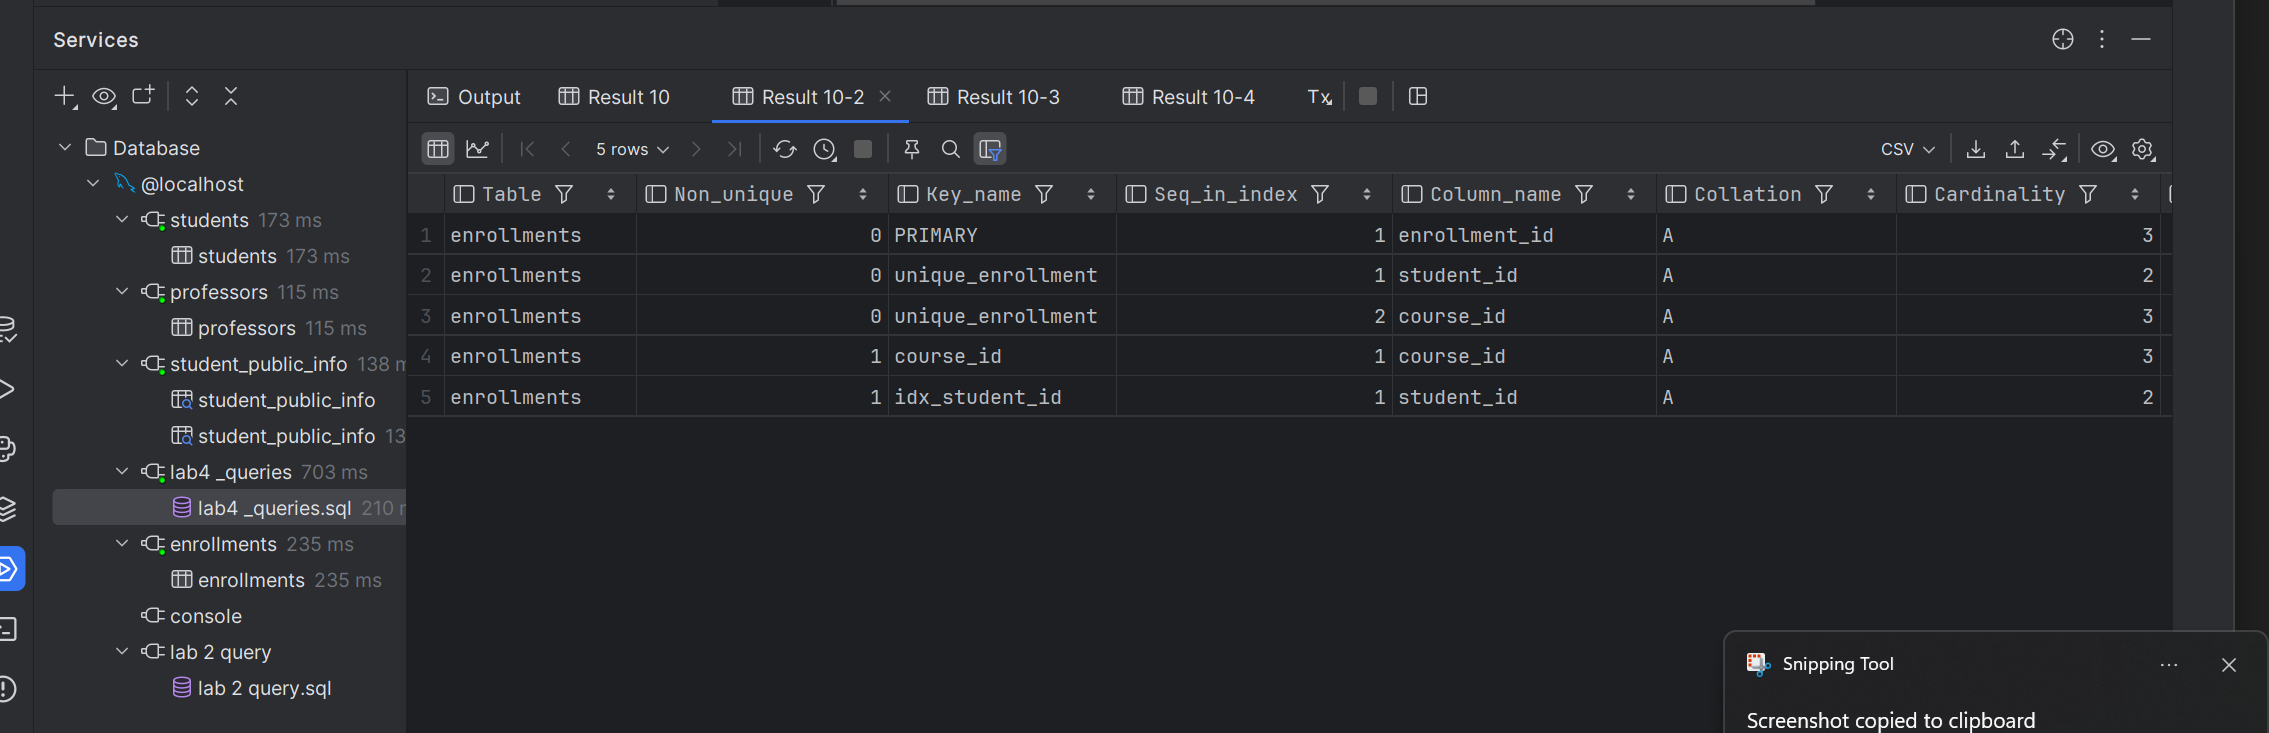 Services
Output Result 10 Result 10-2 Result 10-3 Result 10-4 Tx
5 rows CSV
Database
@localhost
students 173 ms
students 173 ms
professors 115 ms
professors 115 ms
student_public_info 138 m
student_public_info
student_public_info 13
lab4 _queries 703 ms
lab4 _queries.sql 210 r
enrollments 235 ms
enrollments 235 ms
console
lab 2 query
lab 2 query.sql
Table Non_unique Key_name Seq_in_index Column_name Collation Cardinality
1 enrollments 0 PRIMARY 1 enrollment_id A 3
2 enrollments 0 unique_enrollment 1 student_id A 2
3 enrollments 0 unique_enrollment 2 course_id A 3
4 enrollments 1 course_id 1 course_id A 3
5 enrollments 1 idx_student_id 1 student_id A 2
Snipping Tool
Screenshot copied to clipboard